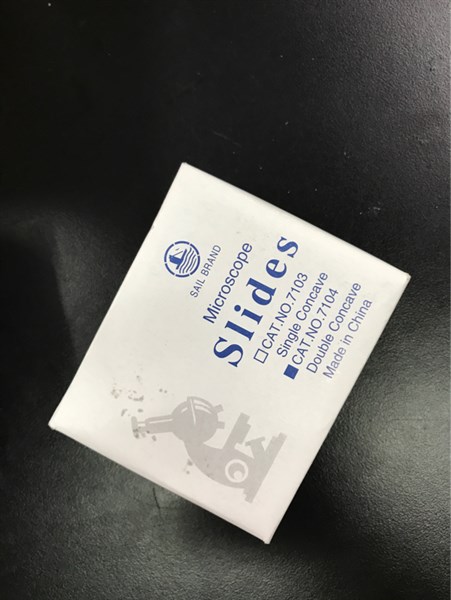 SAIL BRAND
Microscope
Slides
CAT.NO.7103
Single Concave
CAT.NO.7104
Double Concave
Made in China